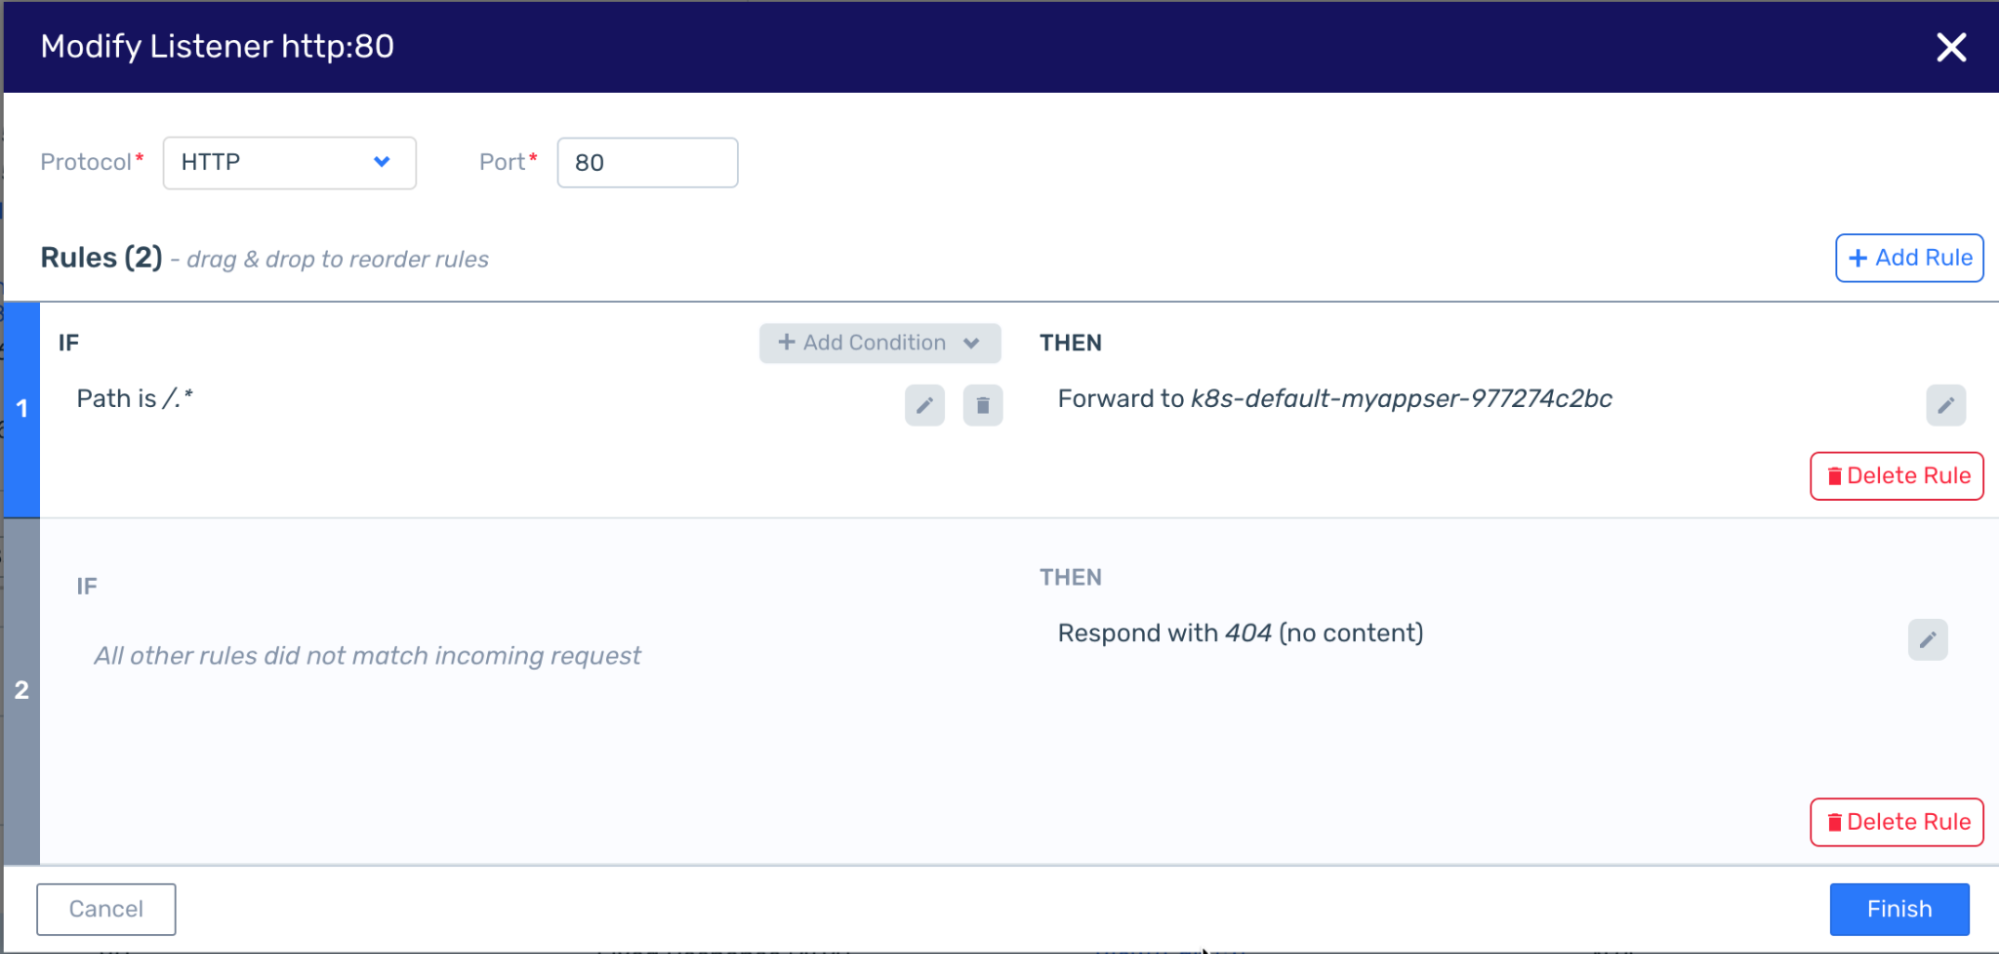 Modify Listener http:80
Protocol* HTTP Port* 80
Rules (2) - drag & drop to reorder rules + Add Rule
IF + Add Condition THEN
1 Path is /.* Forward to k8s-default-myappser-977274c2bc
Delete Rule
IF THEN
Respond with 404 (no content)
All other rules did not match incoming request
2
Delete Rule
Cancel Finish